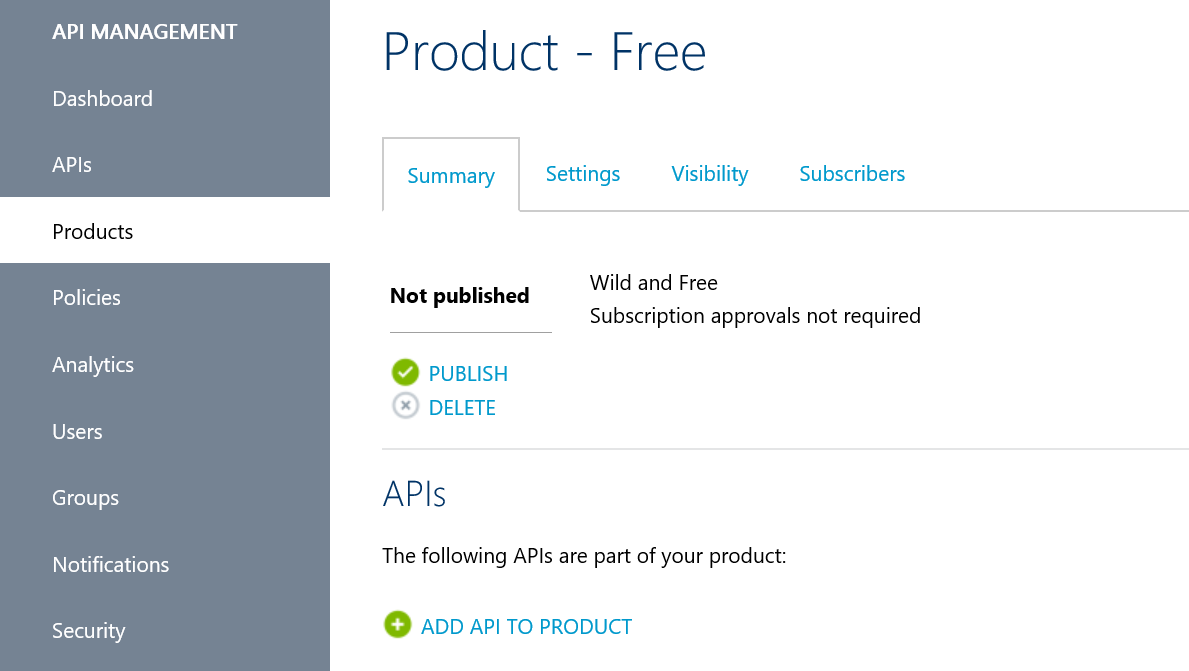 API MANAGEMENT
Dashboard
APIs
Products
Policies
Analytics
Users
Groups
Notifications
Security
Product - Free
Summary
Settings
Visibility
Subscribers
Not published
Wild and Free
Subscription approvals not required
PUBLISH
DELETE
APIs
The following APIs are part of your product:
ADD API TO PRODUCT